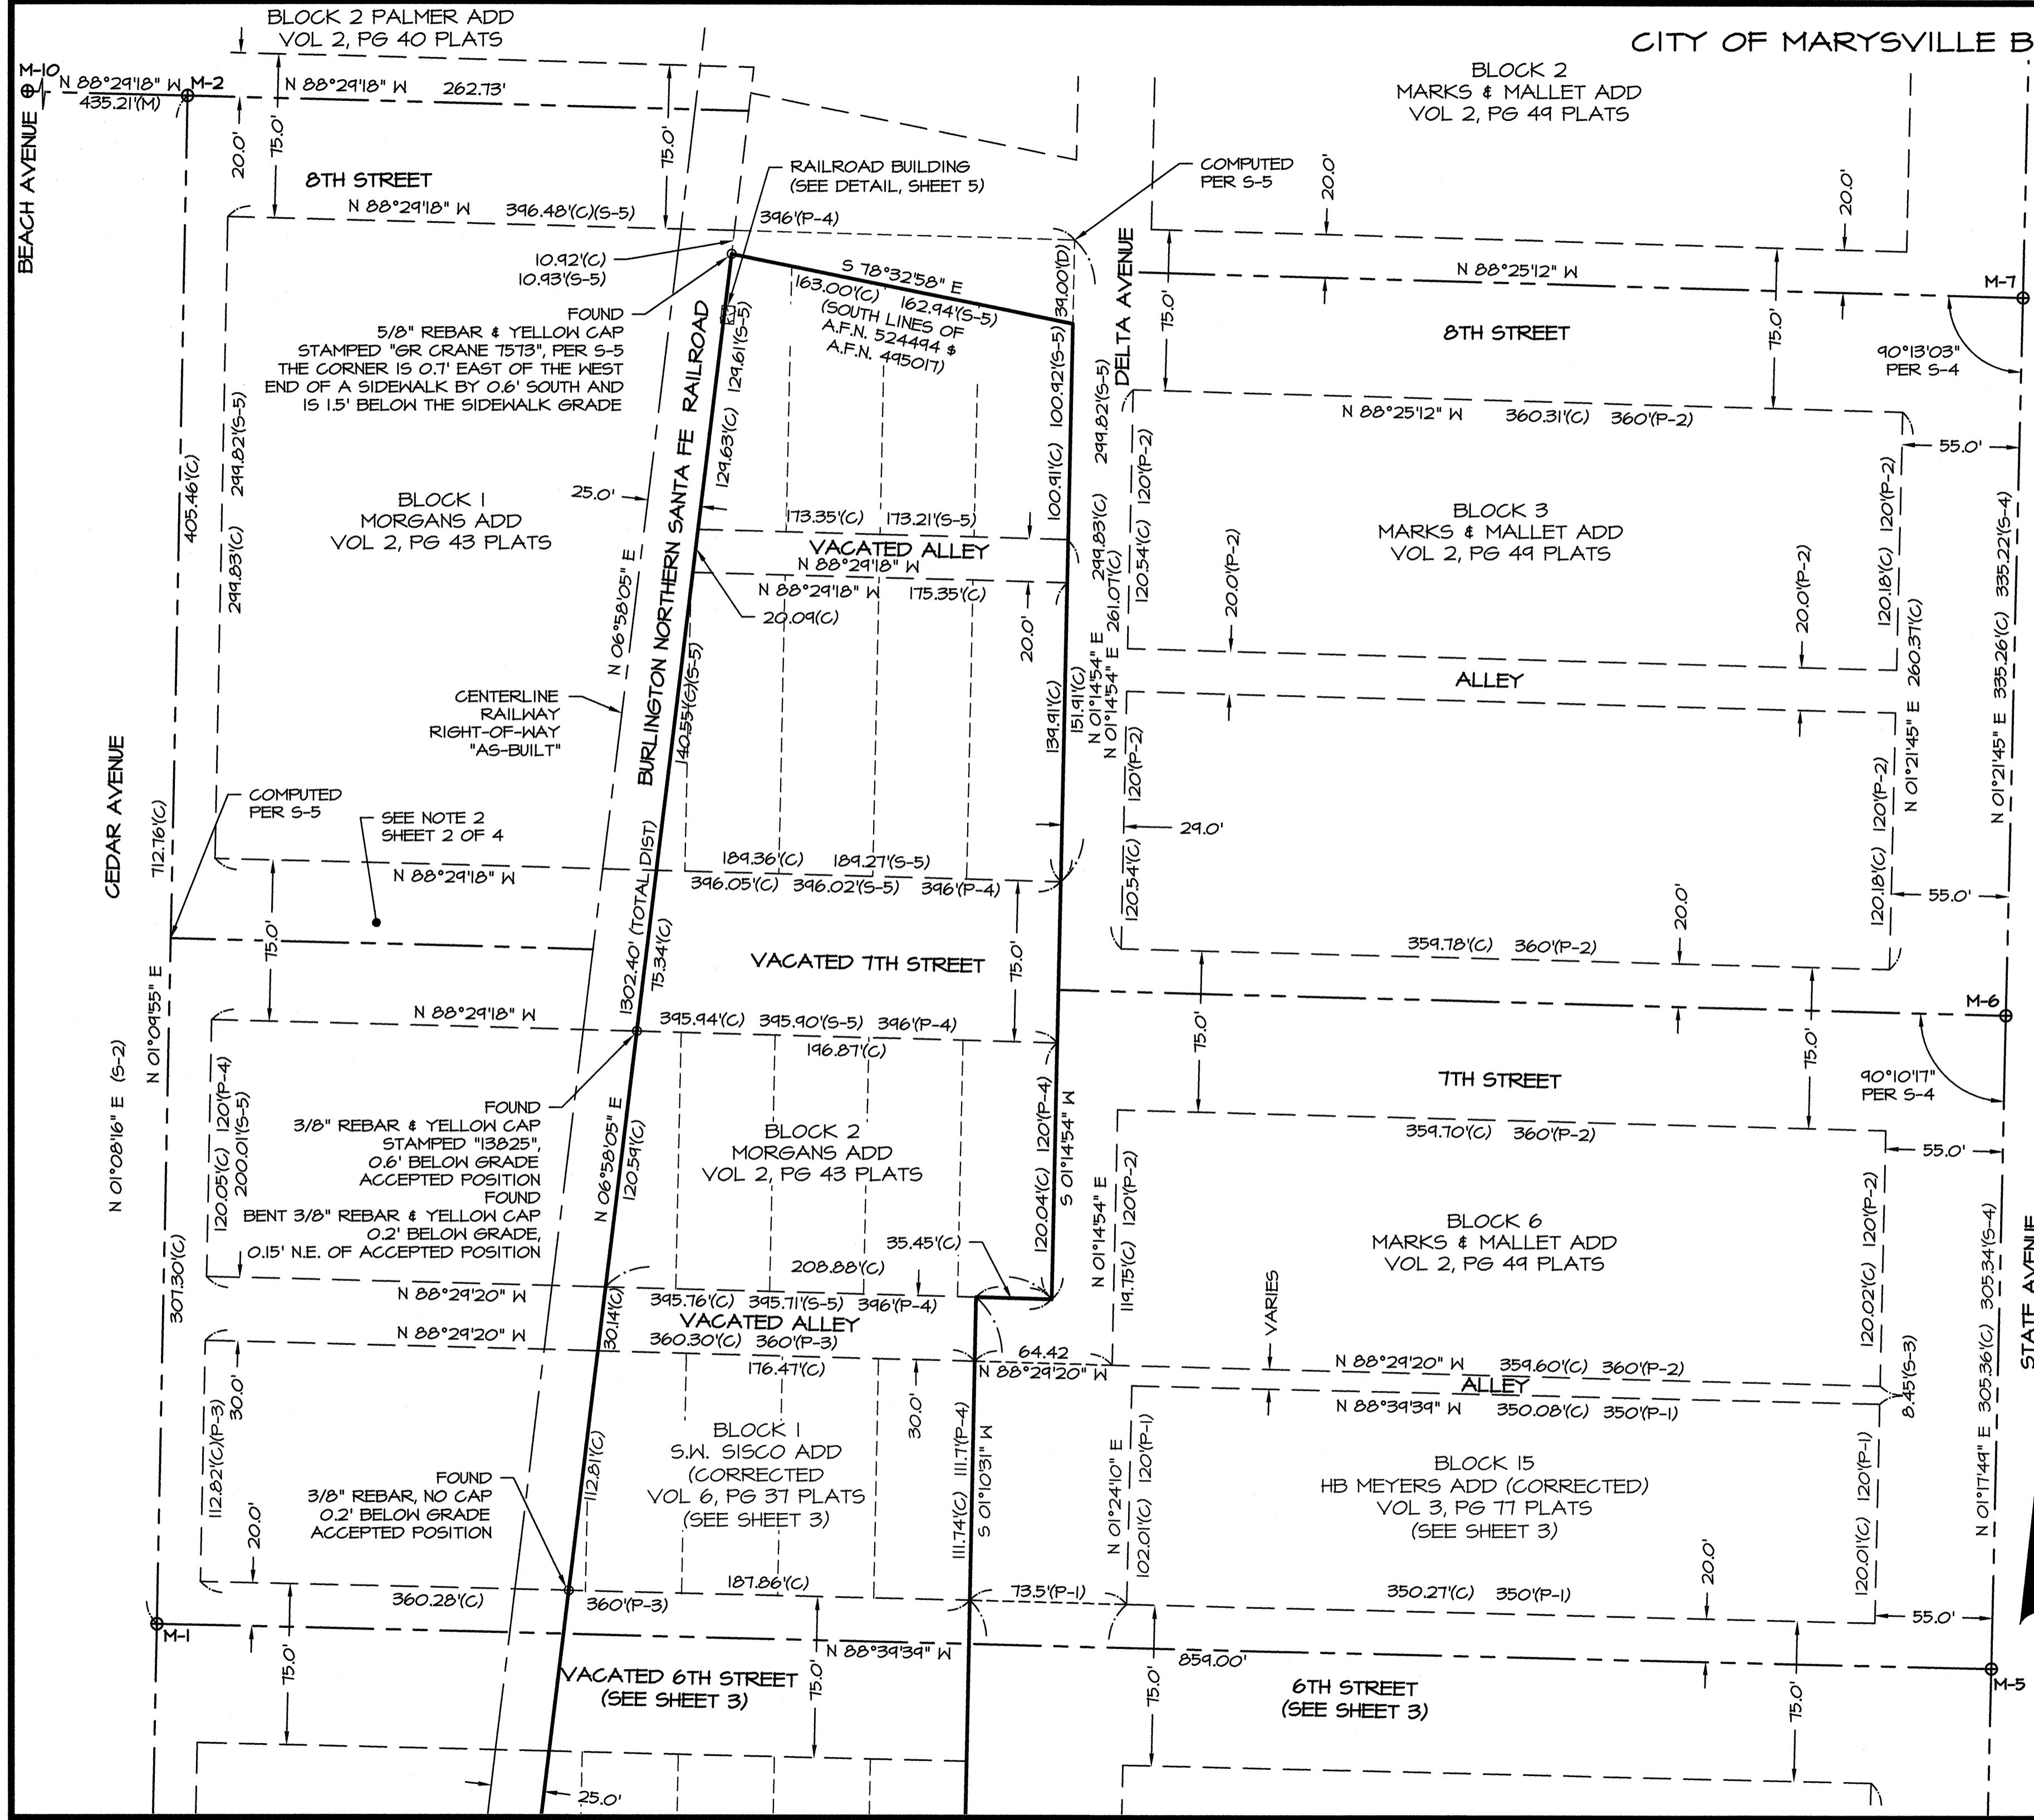 BLOCK 2 PALMER ADD
VOL 2, PG 40 PLATS
CITY OF MARYSVILLE B
M-10
N 88°29'18" W
435.21'(M)
M-2
N 88°29'18" W 262.73'
BEACH AVENUE
20.0'
75.0'
75.0'
8TH STREET
N 88°29'18" W 396.48'(C)(S-5)
396'(P-4)
RAILROAD BUILDING
(SEE DETAIL, SHEET 5)
COMPUTED
PER S-5
BLOCK 2
MARKS & MALLET ADD
VOL 2, PG 49 PLATS
20.0'
20.0'
10.92'(C)
10.93'(S-5)
FOUND
5/8" REBAR & YELLOW CAP
STAMPED "GR CRANE 7573", PER S-5
THE CORNER IS 0.7' EAST OF THE WEST
END OF A SIDEWALK BY 0.6' SOUTH AND
IS 1.5' BELOW THE SIDEWALK GRADE
S 78°32'58" E
163.00'(C) 162.94'(S-5)
(SOUTH LINES OF
A.F.N. 524494 $
A.F.N. 495017)
39.00'(D)
DELTA AVENUE
75.0'
N 88°25'12" W
75.0'
M-7
8TH STREET
90°13'03"
PER S-4
129.63'(C) 129.61'(S-5)
100.91'(C) 100.92'(S-5)
299.83'(C) 299.82'(S-5)
N 88°25'12" W 360.31'(C) 360'(P-2)
55.0'
405.46'(C)
299.83'(C) 299.82'(S-5)
BLOCK 1
MORGANS ADD
VOL 2, PG 43 PLATS
25.0'
BURLINGTON NORTHERN SANTA FE RAILROAD
N 06°58'05" E
173.35'(C) 173.21'(S-5)
VACATED ALLEY
N 88°29'18" W
N 88°29'18" W 175.35'(C)
20.09(C)
20.0'
N 01°14'54" E
N 01°14'54" E 261.07'(C)
120.54'(C) 120'(P-2)
BLOCK 3
MARKS & MALLET ADD
VOL 2, PG 49 PLATS
20.0'(P-2)
20.0'(P-2)
120.18'(C) 120'(P-2)
N 01°21'45" E 260.37'(C)
N 01°21'45" E 335.26'(C) 335.22'(S-4)
ALLEY
CENTERLINE
RAILWAY
RIGHT-OF-WAY
"AS-BUILT"
140.55'(C)(S-5)
139.91'(C)
151.91'(C)
120.54'(C) 120'(P-2)
29.0'
120.18'(C) 120'(P-2)
55.0'
CEDAR AVENUE
712.16'(C)
COMPUTED
PER S-5
SEE NOTE 2
SHEET 2 OF 4
N 88°29'18" W
189.36'(C) 189.27'(S-5)
396.05'(C) 396.02'(S-5) 396'(P-4)
1302.40' (TOTAL DIST)
75.34'(C)
75.0'
VACATED 7TH STREET
75.0'
359.78'(C) 360'(P-2)
20.0'
M-6
N 01°09'55" E
N 01°08'16" E (S-2)
N 88°29'18" W
395.94'(C) 395.90'(S-5) 396'(P-4)
196.87'(C)
75.0'
75.0'
7TH STREET
90°10'17"
PER S-4
359.70'(C) 360'(P-2)
55.0'
120.05'(C) 120'(P-4)
200.01'(S-5)
FOUND
3/8" REBAR & YELLOW CAP
STAMPED "13825",
0.6' BELOW GRADE
ACCEPTED POSITION
FOUND
BENT 3/8" REBAR & YELLOW CAP
0.2' BELOW GRADE,
0.15' N.E. OF ACCEPTED POSITION
N 06°58'05" E
120.59'(C)
BLOCK 2
MORGANS ADD
VOL 2, PG 43 PLATS
120.04'(C) 120'(P-4)
S 01°14'54" W
N 01°14'54" E
119.75'(C) 120'(P-2)
BLOCK 6
MARKS & MALLET ADD
VOL 2, PG 49 PLATS
120.02'(C) 120'(P-2)
N 01°17'49" E 305.36'(C) 305.34'(S-4)
STATE AVENUE
307.30'(C)
35.45'(C)
208.88'(C)
N 88°29'20" W
395.76'(C) 395.71'(S-5) 396'(P-4)
30.14'(C)
VACATED ALLEY
N 88°29'20" W
360.30'(C) 360'(P-3)
176.47'(C)
64.42
N 88°29'20" W
VARIES
N 88°29'20" W 359.60'(C) 360'(P-2)
ALLEY
N 88°39'39" W 350.08'(C) 350'(P-1)
8.45'(S-3)
30.0'
30.0'
112.82'(C)(P-3)
112.81'(C)
BLOCK 1
S.W. SISCO ADD
(CORRECTED
VOL 6, PG 37 PLATS
(SEE SHEET 3)
111.74'(C) 111.7'(P-4)
S 01°10'31" W
N 01°24'10" E
102.01'(C) 120'(P-1)
BLOCK 15
HB MEYERS ADD (CORRECTED)
VOL 3, PG 77 PLATS
(SEE SHEET 3)
120.01'(C) 120'(P-1)
FOUND
3/8" REBAR, NO CAP
0.2' BELOW GRADE
ACCEPTED POSITION
20.0'
20.0'
360.28'(C)
360'(P-3)
187.86'(C)
73.5'(P-1)
350.27'(C) 350'(P-1)
55.0'
M-1
N 88°39'39" W
859.00'
M-5
75.0'
VACATED 6TH STREET
(SEE SHEET 3)
75.0'
75.0'
6TH STREET
(SEE SHEET 3)
75.0'
25.0'